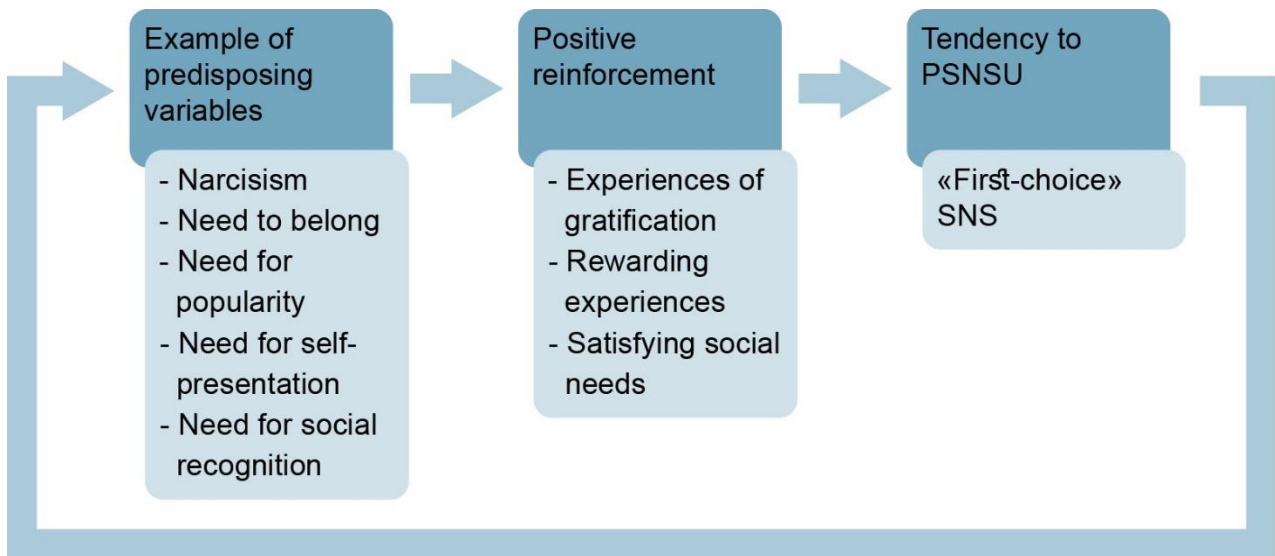 Example of
predisposing
variables
- Narcisism
- Need to belong
- Need for
popularity
- Need for self-
presentation
- Need for social
recognition
Positive
reinforcement
- Experiences of
gratification
- Rewarding
experiences
- Satisfying social
needs
Tendency to
PSNSU
«First-choice»
SNS